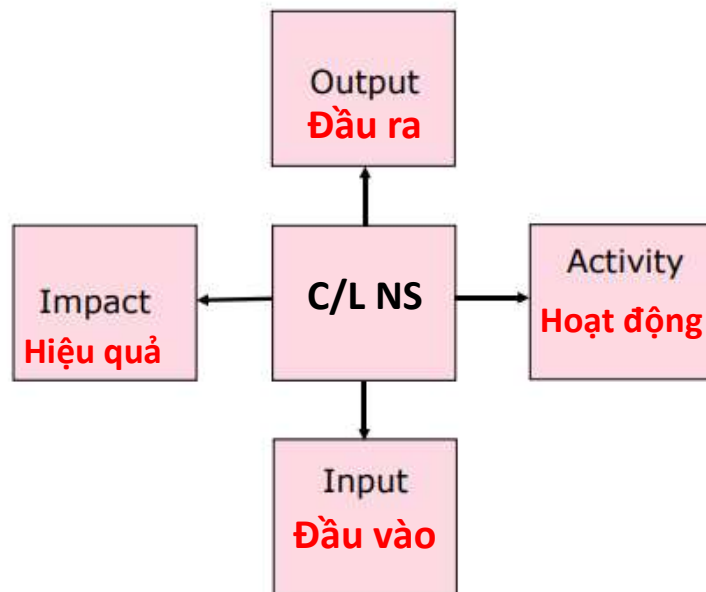 Output
Đầu ra
Impact
Hiệu quả
C/L NS
Activity
Hoạt động
Input
Đầu vào